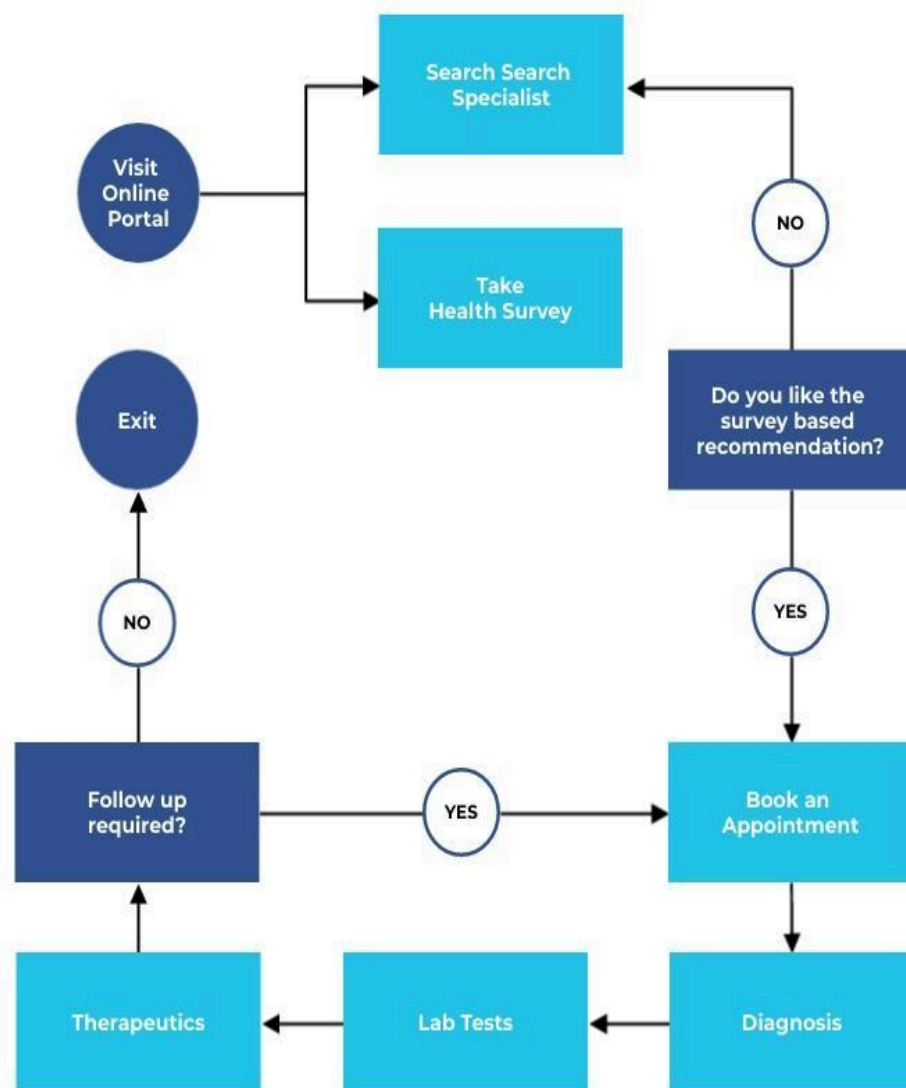 Search Search
Specialist
Visit
Online
Portal
NO
Take
Health Survey
Exit
Do you like the
survey based
recommendation?
NO
YES
Follow up
required?
YES
Book an
Appointment
Therapeutics
Lab Tests
Diagnosis